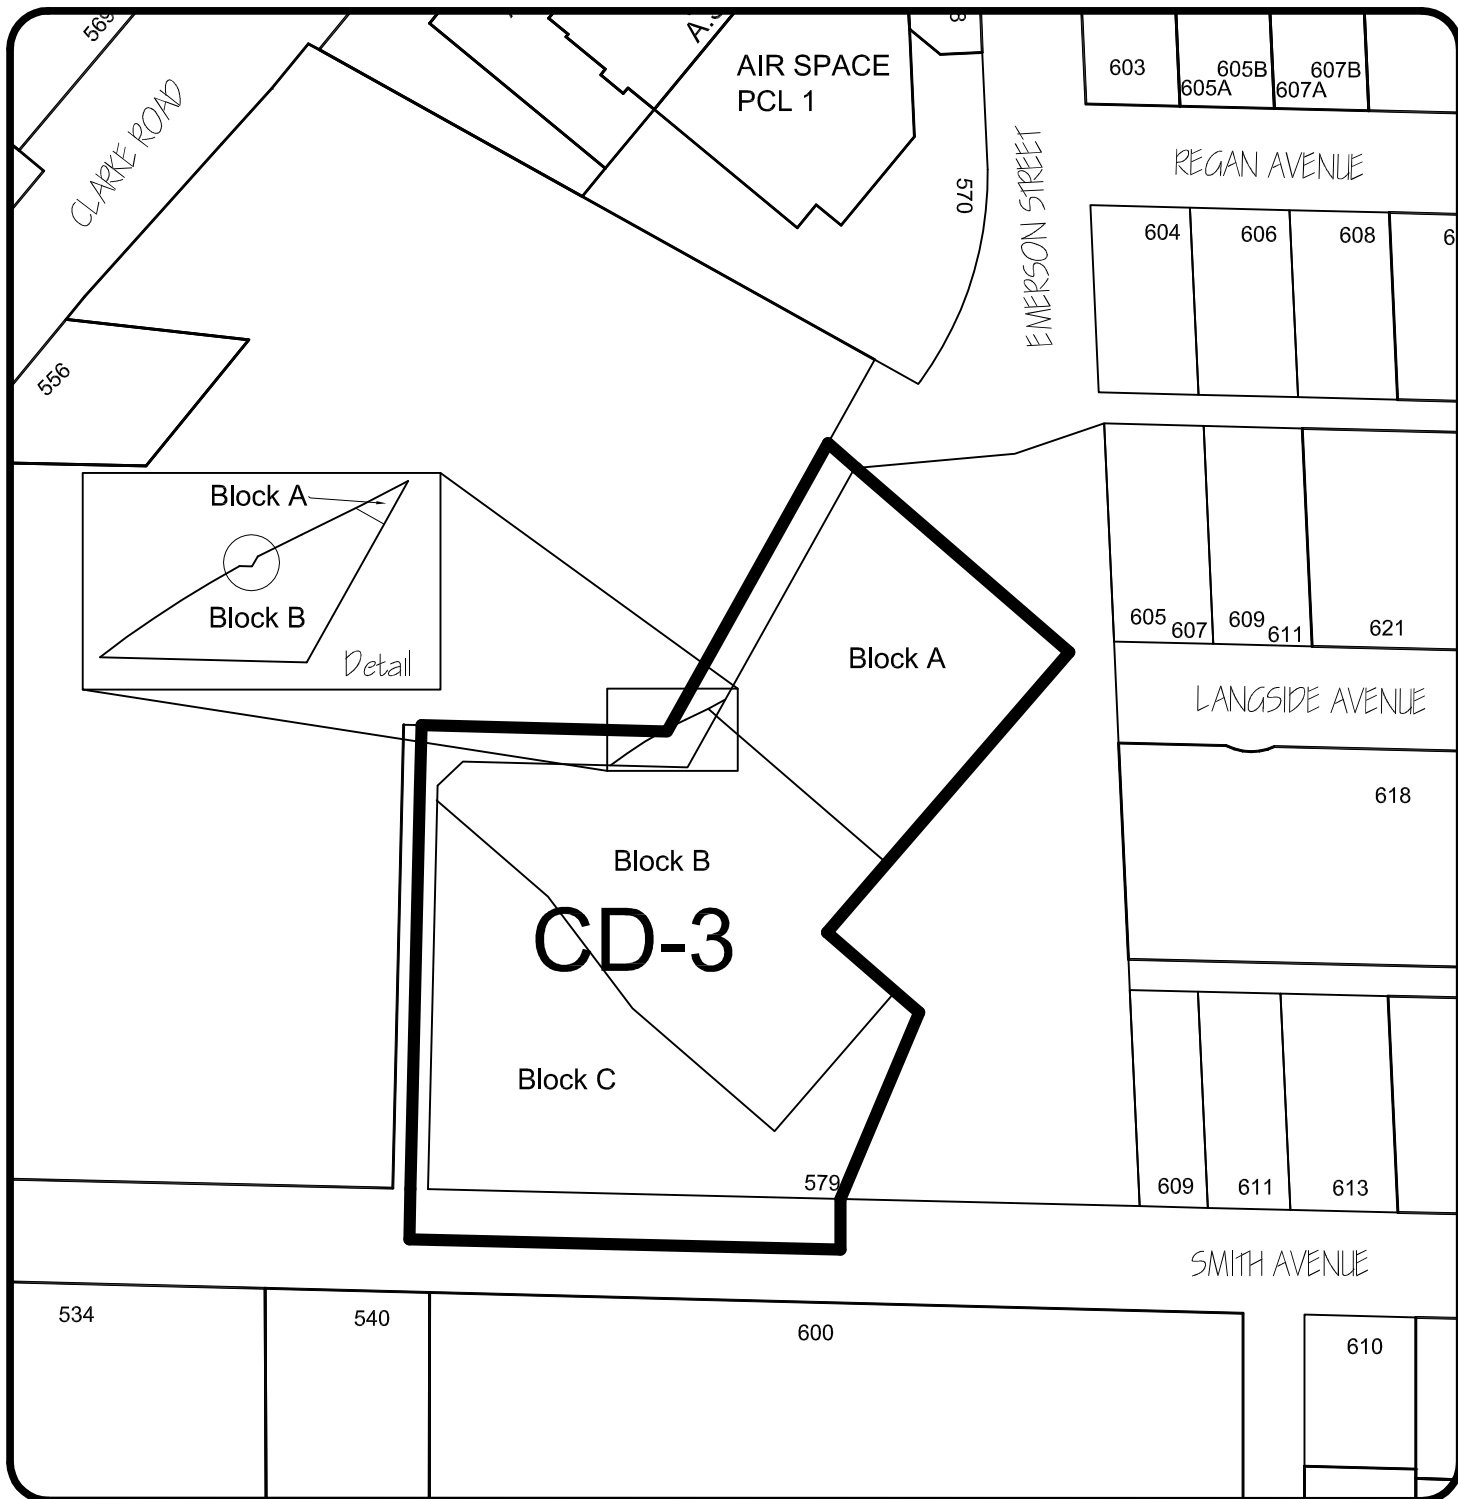 569
CLARKE ROAD
AIR SPACE
PCL 1
603
605B
605A
607B
607A
REGAN AVENUE
EMERSON STREET
570
604
606
608
556
Block A
Block B
Detail
605
607
609
611
621
Block A
LANGSIDE AVENUE
618
Block B
CD-3
Block C
579
609
611
613
SMITH AVENUE
534
540
600
610